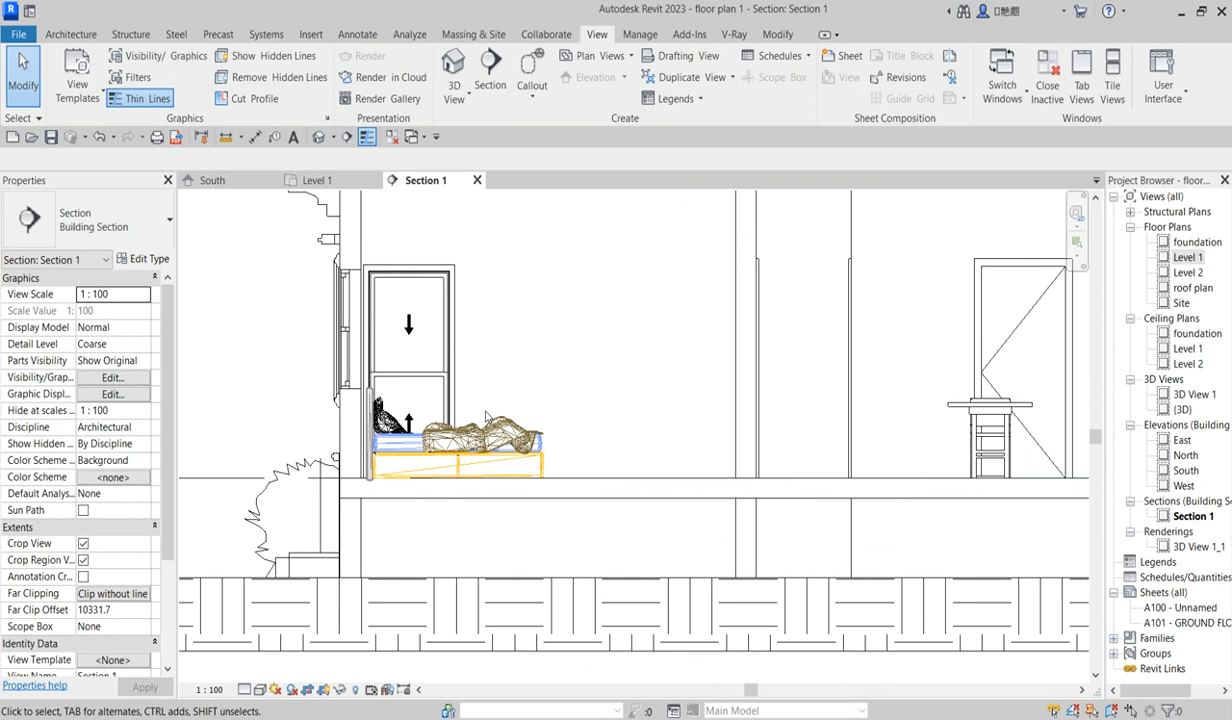 Autodesk Revit 2023 - floor plan 1 - Section: Section 1
File Architecture Structure Steel Precast Systems Insert Annotate Analyze Massing & Site Collaborate View Manage Add-Ins V-Ray Modify
Modify
Select
View
Templates
Visibility/ Graphics
Filters
Thin Lines
Show Hidden Lines
Remove Hidden Lines
Cut Profile
Graphics
Render
Render in Cloud
Render Gallery
Presentation
3D
View
Section
Callout
Plan Views
Elevation
Drafting View
Duplicate View
Legends
Schedules
Scope Box
Create
Sheet
View
Title Block
Revisions
Guide Grid
Sheet Composition
Switch
Windows
Close
Inactive
Tab
Views
Tile
Views
User
Interface
Windows
Properties
South
Level 1
Section 1
Section
Building Section
Section: Section 1
Edit Type
Graphics
View Scale 1 : 100
Scale Value 1: 100
Display Model Normal
Detail Level Coarse
Parts Visibility Show Original
Visibility/Grap... Edit...
Graphic Displ... Edit...
Hide at scales ... 1 : 100
Discipline Architectural
Show Hidden ... By Discipline
Color Scheme ... Background
Color Scheme <none>
Default Analys... None
Sun Path
Extents
Crop View
Crop Region V...
Annotation Cr...
Far Clipping Clip without line
Far Clip Offset 10331.7
Scope Box None
Identity Data
View Template <None>
Properties help
Apply
Project Browser - floor...
Views (all)
Structural Plans
Floor Plans
foundation
Level 1
Level 2
roof plan
Site
Ceiling Plans
foundation
Level 1
Level 2
3D Views
3D View 1
{3D}
Elevations (Building
East
North
South
West
Sections (Building S
Section 1
Renderings
3D View 1_1
Legends
Schedules/Quantities
Sheets (all)
A100 - Unnamed
A101 - GROUND FLC
Families
Groups
Revit Links
1 : 100
Click to select, TAB for alternates, CTRL adds, SHIFT unselects.
:0
Main Model
:0